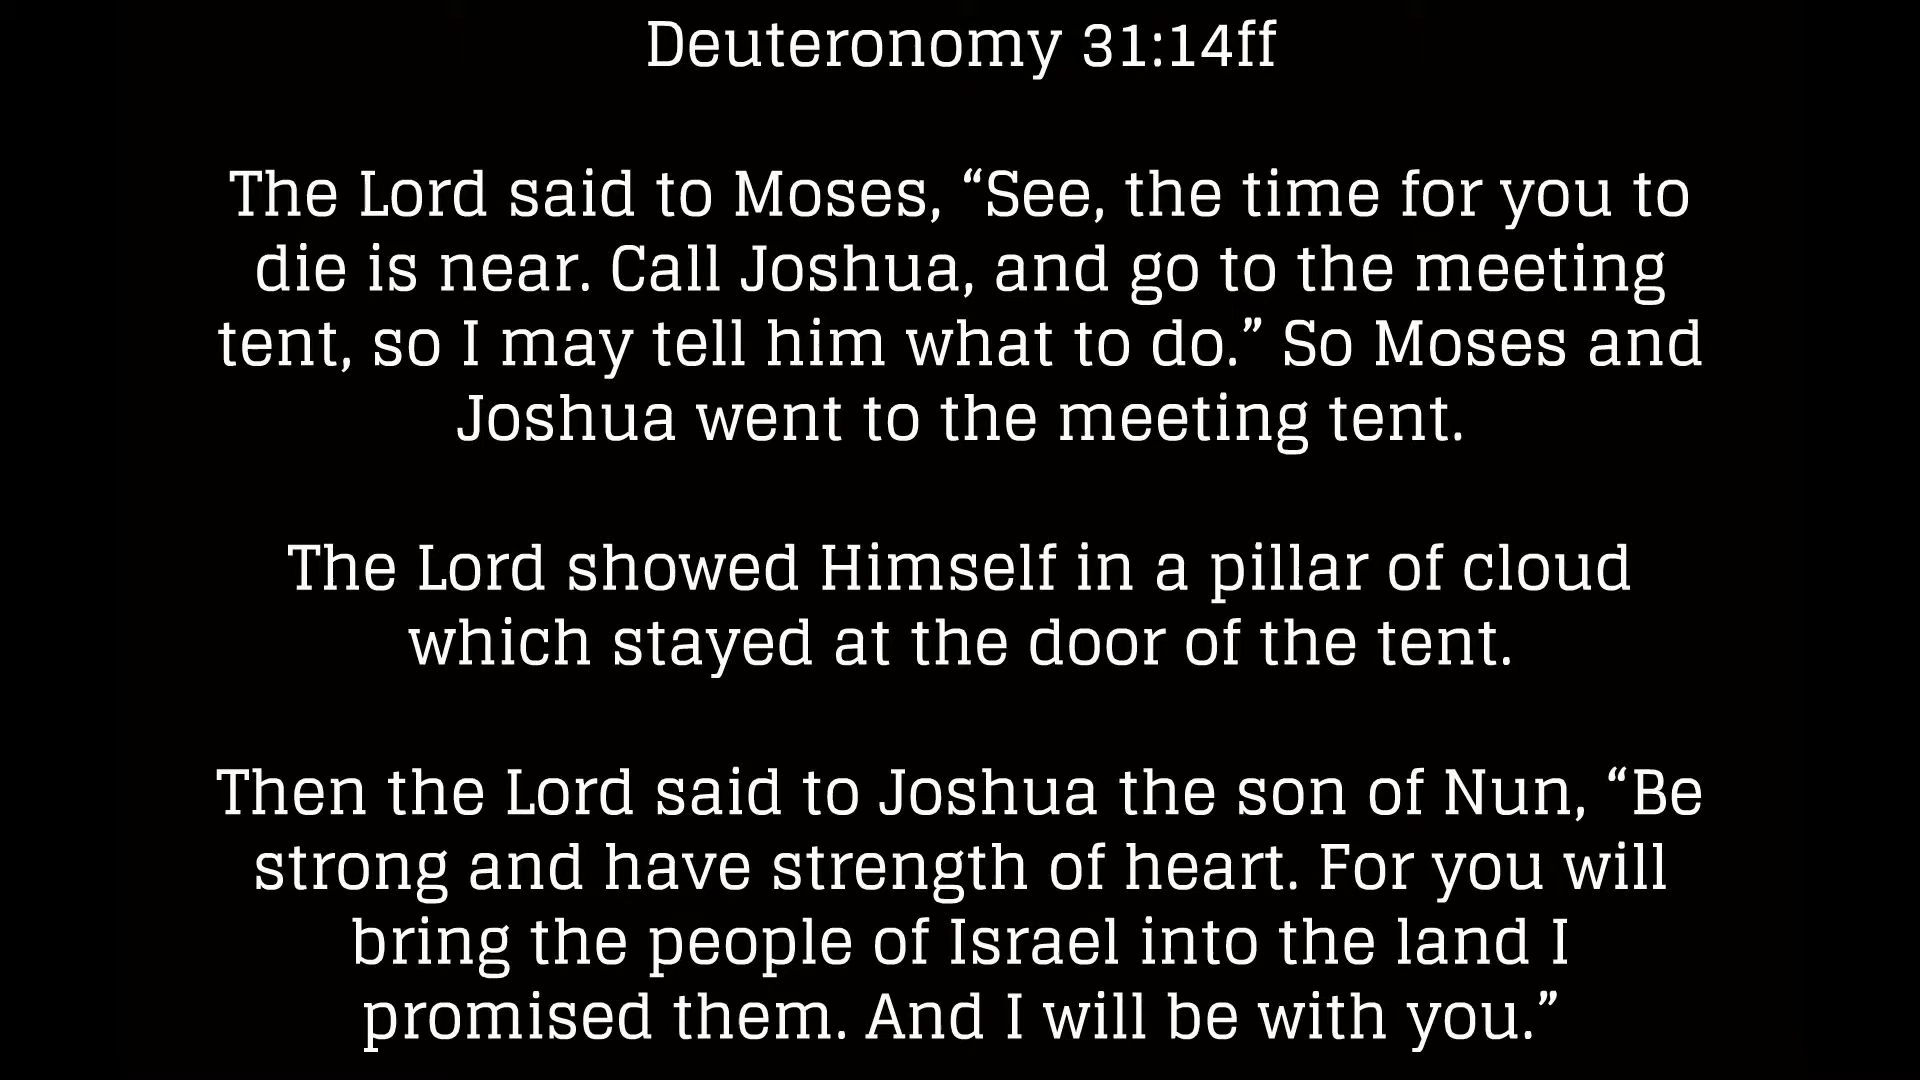 Deuteronomy 31:14ff
The Lord said to Moses, “See, the time for you to
die is near. Call Joshua, and go to the meeting
tent, so I may tell him what to do.” So Moses and
Joshua went to the meeting tent.
The Lord showed Himself in a pillar of cloud
which stayed at the door of the tent.
Then the Lord said to Joshua the son of Nun, “Be
strong and have strength of heart. For you will
bring the people of Israel into the land I
promised them. And I will be with you.”